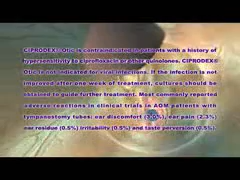 CIPRODEX® Otic is contraindicated in patients with a history of
hypersensitivity to ciprofloxacin or other quinolones. CIPRODEX®
Otic is not indicated for viral infections. If the infection is not
improved after one week of treatment, cultures should be
obtained to guide further treatment. Most commonly reported
adverse reactions in clinical trials in AOM patients with
tympanostomy tubes: ear discomfort (3.0%), ear pain (2.3%)
ear residue (0.5%) irritability (0.5%) and taste perversion (0.5%).